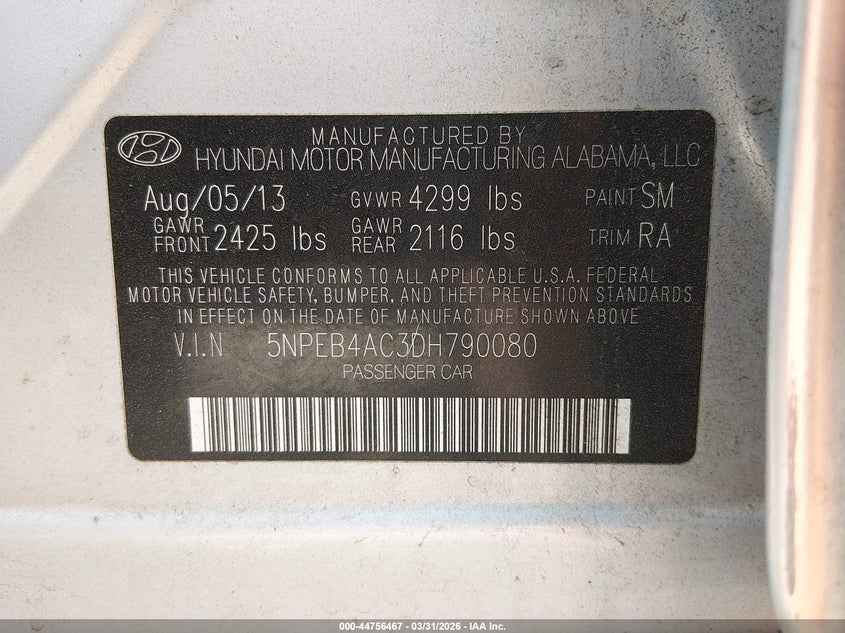 MANUFACTURED BY
HYUNDAI MOTOR MANUFACTURING ALABAMA, LLC
Aug/05/13 GVWR 4299 lbs PAINT SM
GAWR FRONT 2425 lbs GAWR REAR 2116 lbs TRIM RA
THIS VEHICLE CONFORMS TO ALL APPLICABLE U.S.A. FEDERAL
MOTOR VEHICLE SAFETY, BUMPER, AND THEFT PREVENTION STANDARDS
IN EFFECT ON THE DATE OF MANUFACTURE SHOWN ABOVE.
V.I.N 5NPEB4AC3DH790080
PASSENGER CAR
000-44756467 - 03/31/2026 - IAA Inc.